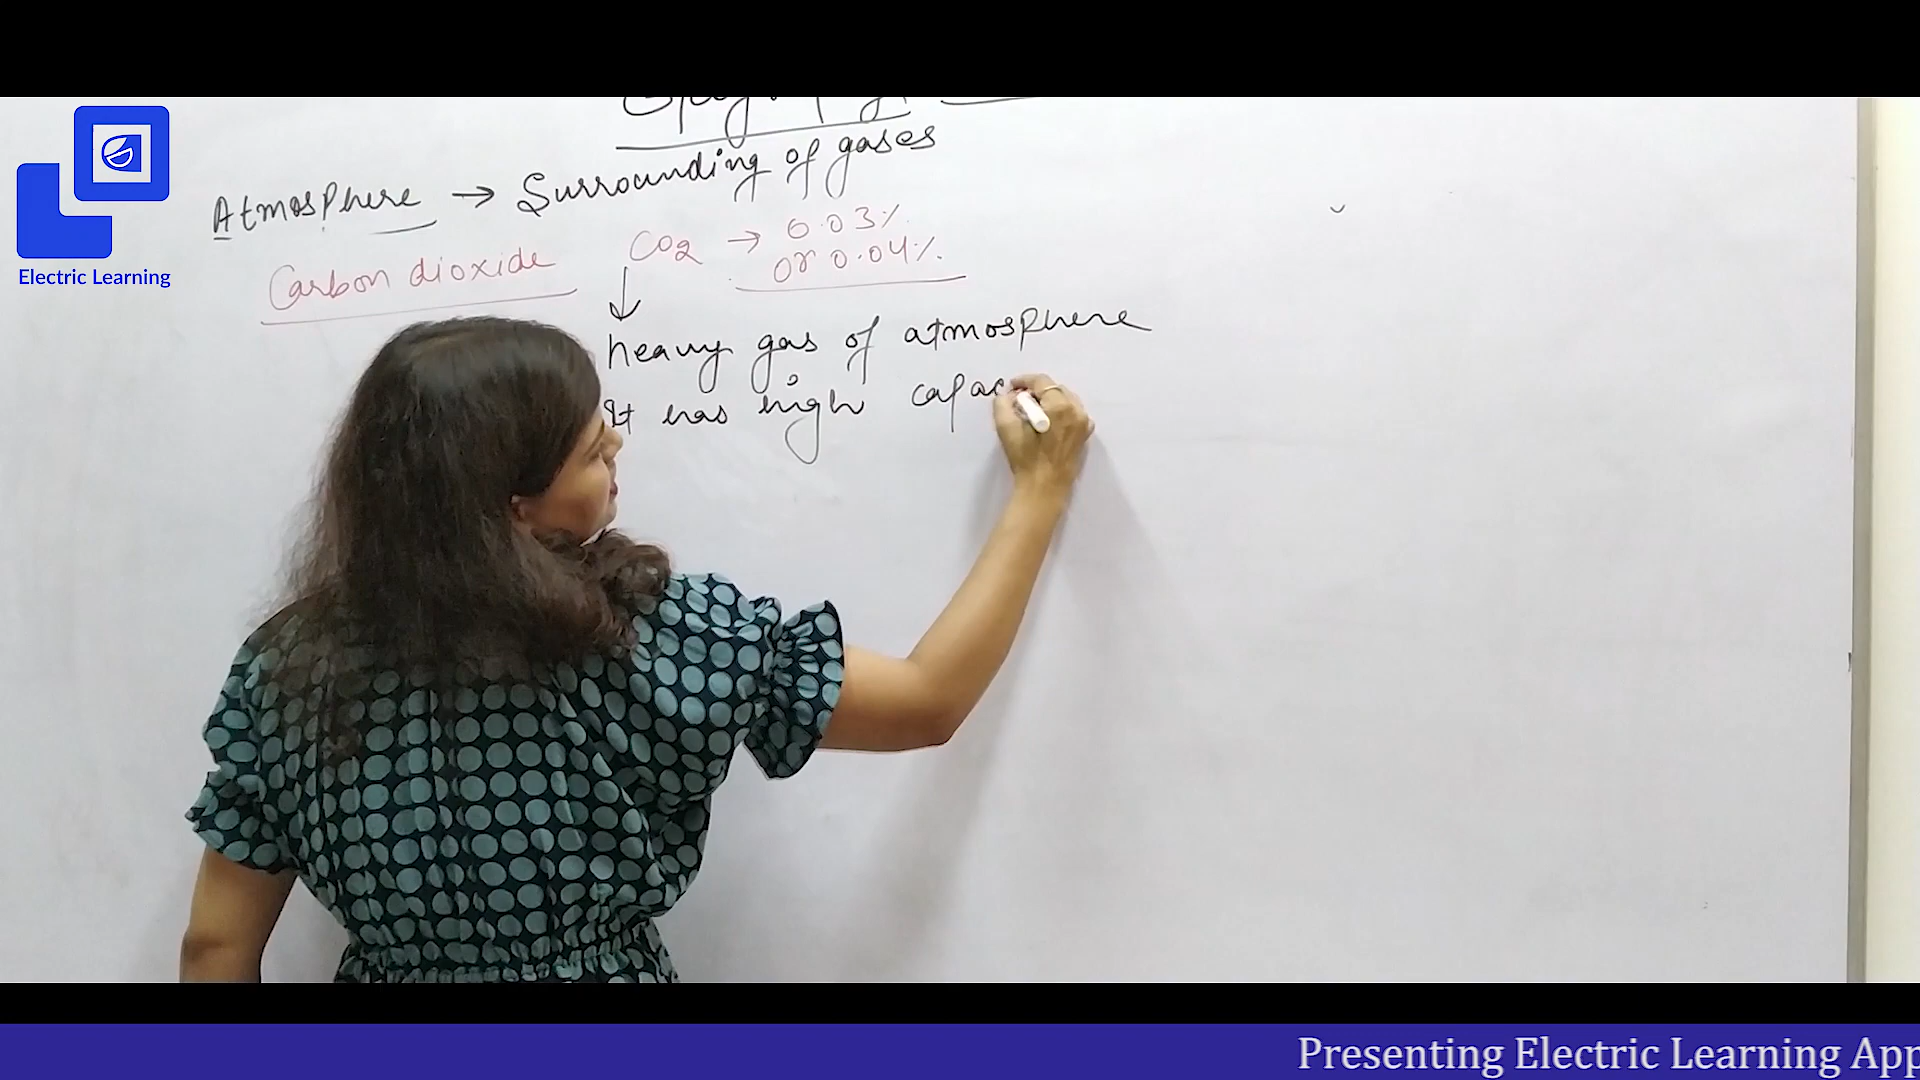 Surrounding of gases
Atmosphere →
Carbon dioxide CO2 → 0.03%
or 0.04%.
heavy gas of atmosphere
It has high capac
Electric Learning
Presenting Electric Learning App